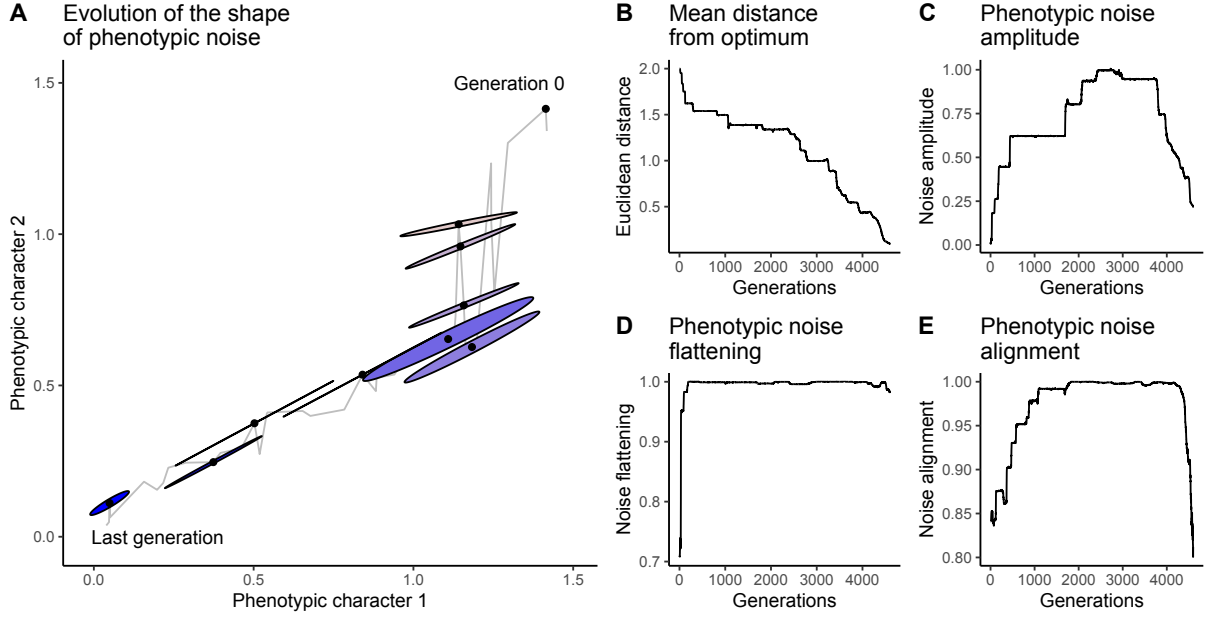 A
Evolution of the shape
of phenotypic noise
Generation 0
Last generation
1.5
1.0
0.5
0.0
Phenotypic character 2
0.0 0.5 1.0 1.5
Phenotypic character 1
B
Mean distance
from optimum
2.0
1.5
1.0
0.5
Euclidean distance
0 1000 2000 3000 4000
Generations
C
Phenotypic noise
amplitude
1.00
0.75
0.50
0.25
0.00
Noise amplitude
0 1000 2000 3000 4000
Generations
D
Phenotypic noise
flattening
1.0
0.9
0.8
0.7
Noise flattening
0 1000 2000 3000 4000
Generations
E
Phenotypic noise
alignment
1.00
0.95
0.90
0.85
0.80
Noise alignment
0 1000 2000 3000 4000
Generations